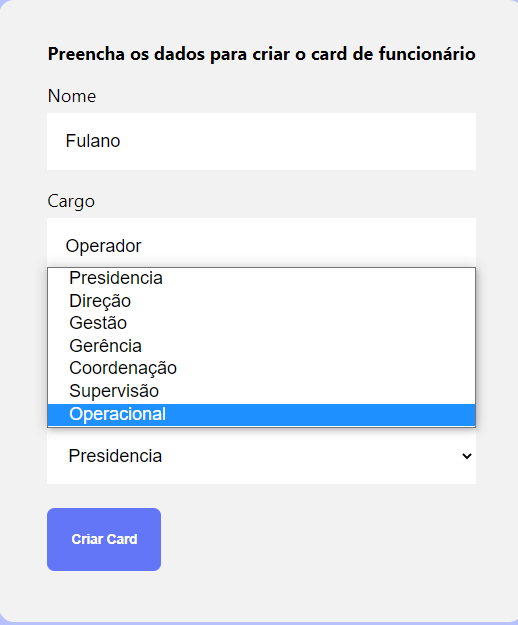 Preencha os dados para criar o card de funcionário
Nome
Fulano
Cargo
Operador
Presidencia
Direção
Gestão
Gerência
Coordenação
Supervisão
Operacional
Presidencia
Criar Card